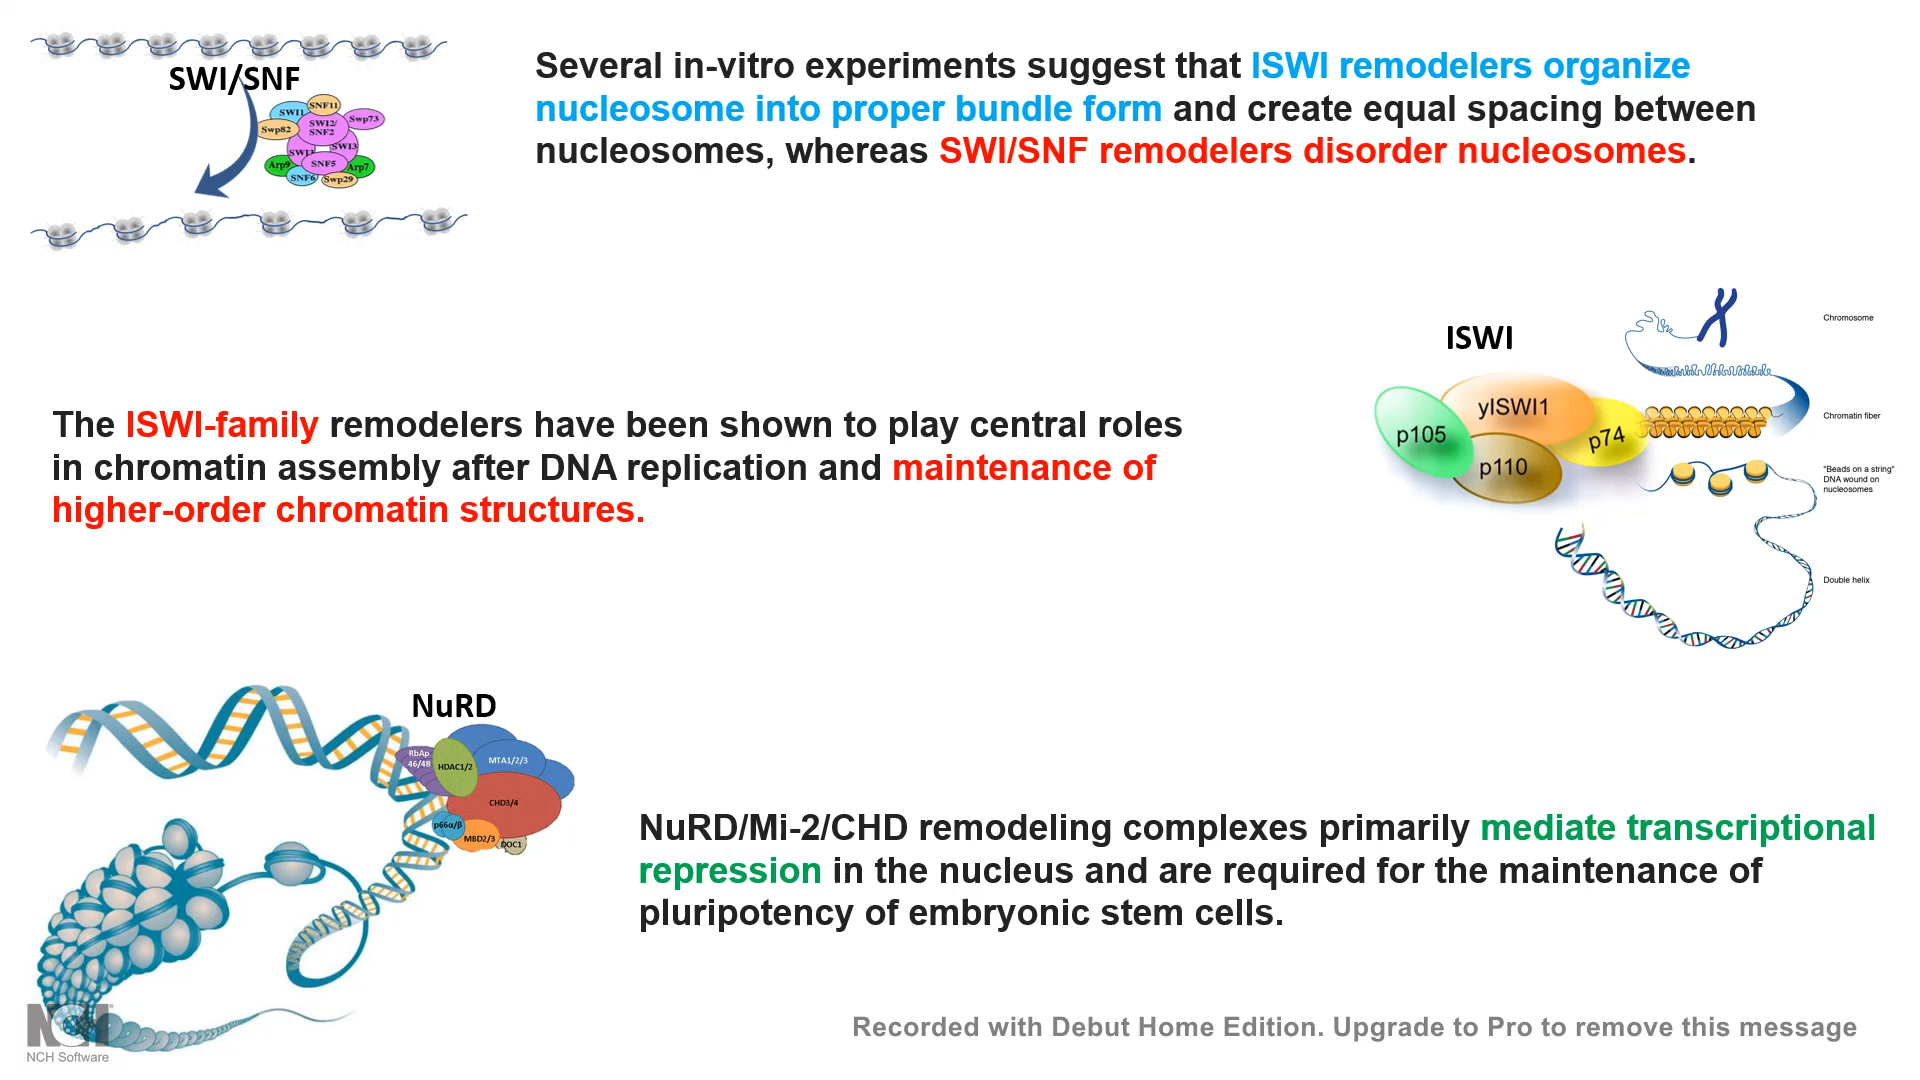 SWI/SNF
SWI1
SNF11
Swp82
SWI2/
SNF2
Swp73
SWI3
SWI3
Arp9
SNF5
Arp7
SNF6
Swp29
Several in-vitro experiments suggest that ISWI remodelers organize
nucleosome into proper bundle form and create equal spacing between
nucleosomes, whereas SWI/SNF remodelers disorder nucleosomes.
The ISWI-family remodelers have been shown to play central roles
in chromatin assembly after DNA replication and maintenance of
higher-order chromatin structures.
ISWI
p105
yISWI1
p110
p74
Chromosome
Chromatin fiber
"Beads on a string"
DNA wound on
nucleosomes
Double helix
NuRD
RbAp
46/48
HDAC1/2
MTA1/2/3
CHD3/4
p66α/β
MBD2/3
DOC1
NuRD/Mi-2/CHD remodeling complexes primarily mediate transcriptional
repression in the nucleus and are required for the maintenance of
pluripotency of embryonic stem cells.
NCH
NCH Software
Recorded with Debut Home Edition. Upgrade to Pro to remove this message